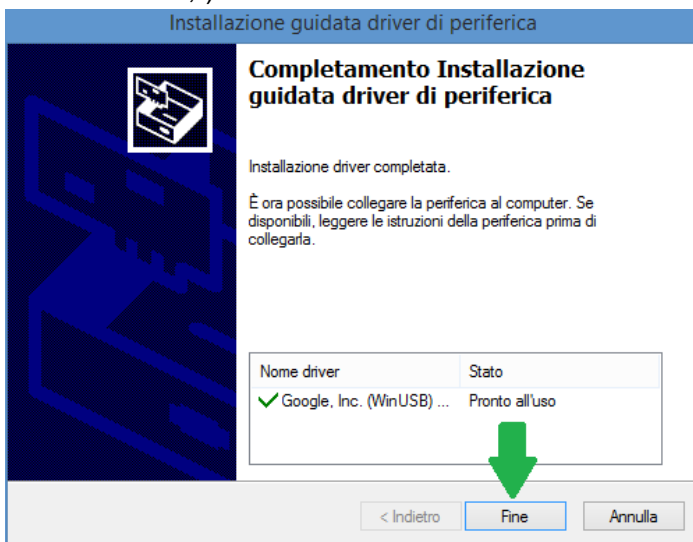 Installazione guidata driver di periferica
Completamento Installazione
guidata driver di periferica
Installazione driver completata.
È ora possibile collegare la periferica al computer. Se
disponibili, leggere le istruzioni della periferica prima di
collegarla.
Nome driver Stato
Google, Inc. (WinUSB) ... Pronto all'uso
< Indietro Fine Annulla